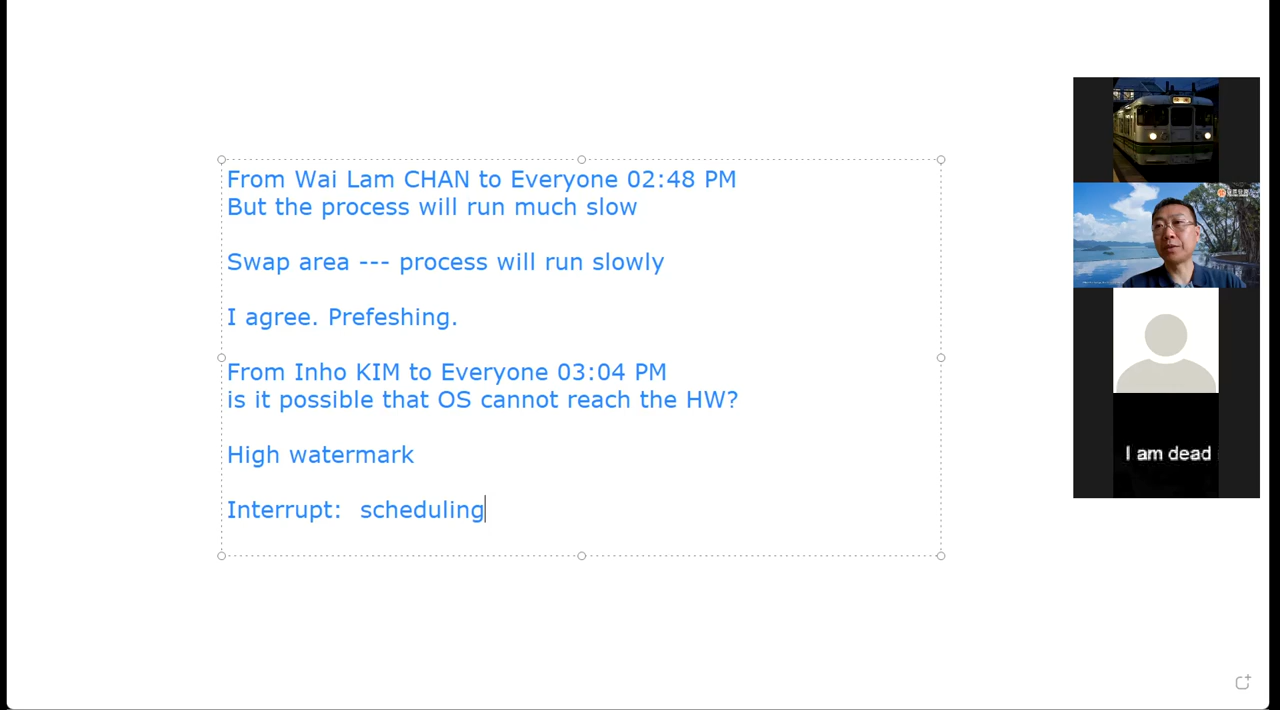 From Wai Lam CHAN to Everyone 02:48 PM
But the process will run much slow
Swap area --- process will run slowly
I agree. Prefeshing.
From Inho KIM to Everyone 03:04 PM
is it possible that OS cannot reach the HW?
High watermark
Interrupt:  scheduling
I am dead